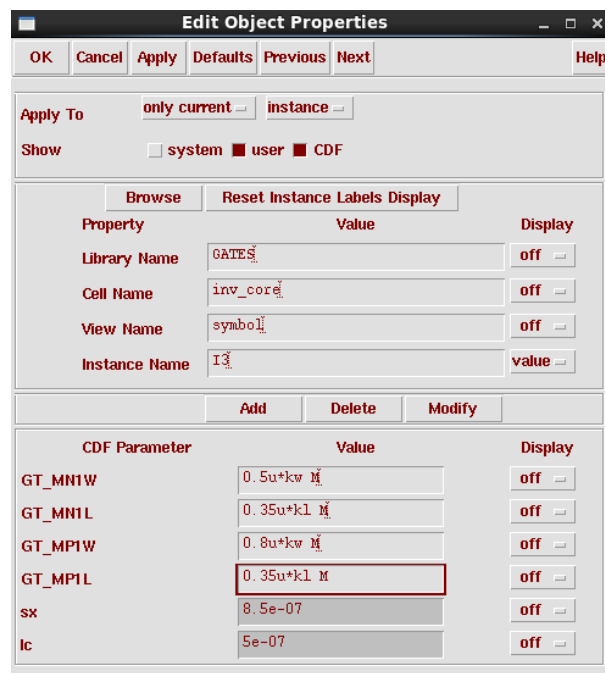 Edit Object Properties
OK Cancel Apply Defaults Previous Next Help
Apply To only current instance
Show system user CDF
Browse Reset Instance Labels Display
Property Value Display
Library Name GATES off
Cell Name inv_core off
View Name symbol off
Instance Name I3 value
Add Delete Modify
CDF Parameter Value Display
GT_MN1W 0.5u*kw M off
GT_MN1L 0.35u*kl M off
GT_MP1W 0.8u*kw M off
GT_MP1L 0.35u*kl M off
sx 8.5e-07 off
lc 5e-07 off